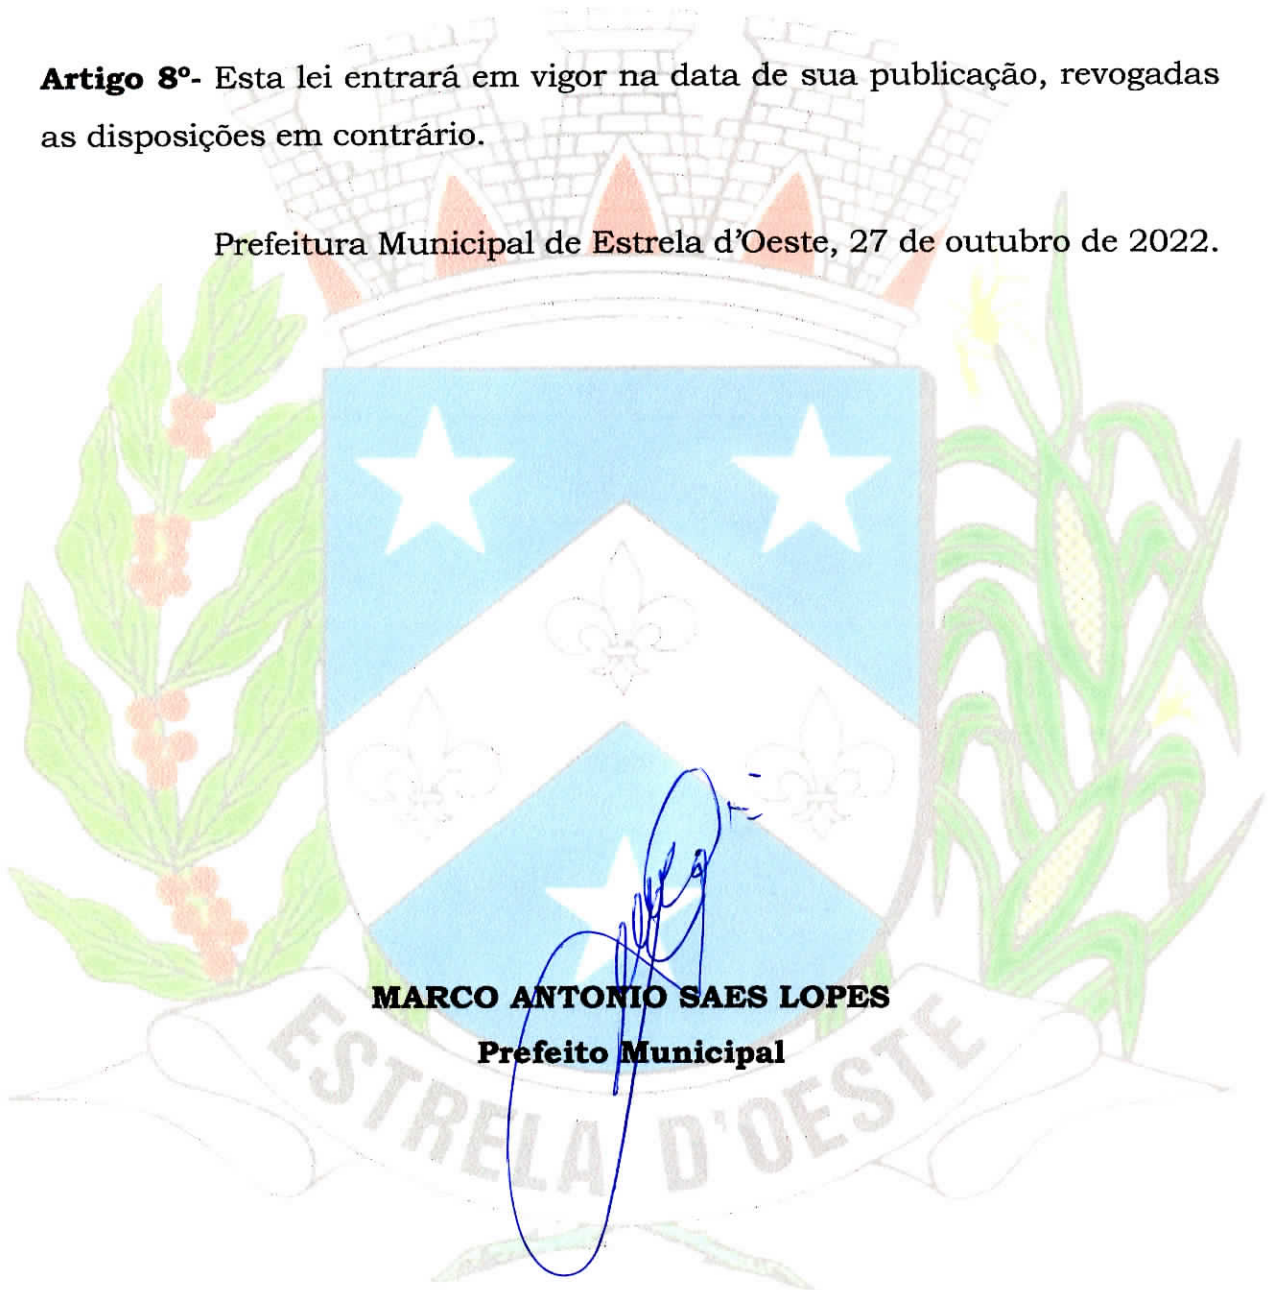 Artigo 8º- Esta lei entrará em vigor na data de sua publicação, revogadas
as disposições em contrário.
Prefeitura Municipal de Estrela d'Oeste, 27 de outubro de 2022.
MARCO ANTONIO SAES LOPES
Prefeito Municipal
ESTRELA D'OESTE